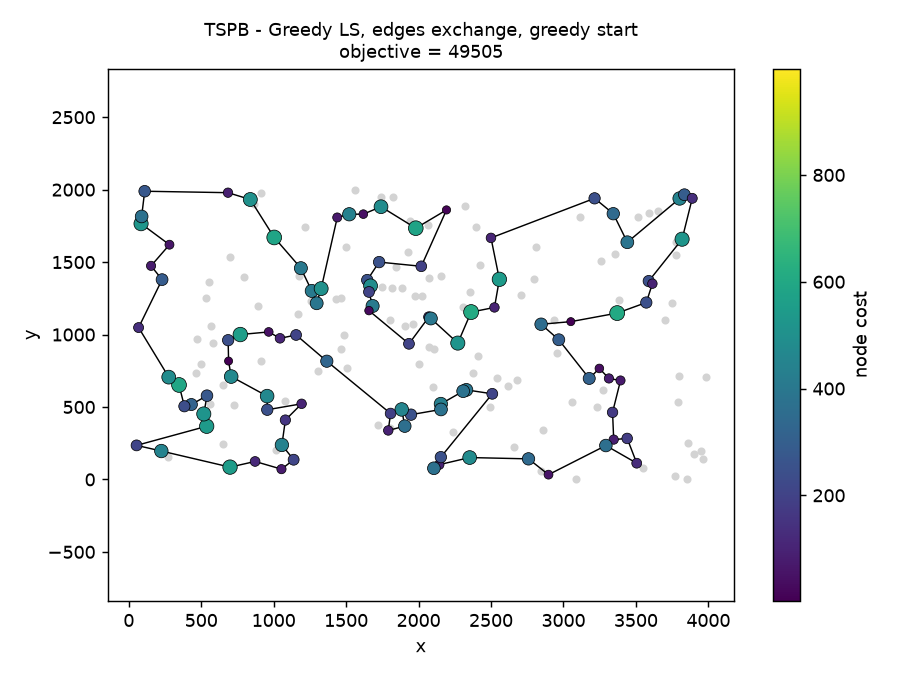 TSPB - Greedy LS, edges exchange, greedy start
objective = 49505
2500
2000
1500
1000
500
0
−500
0 500 1000 1500 2000 2500 3000 3500 4000
x
y
800
600
400
200
node cost